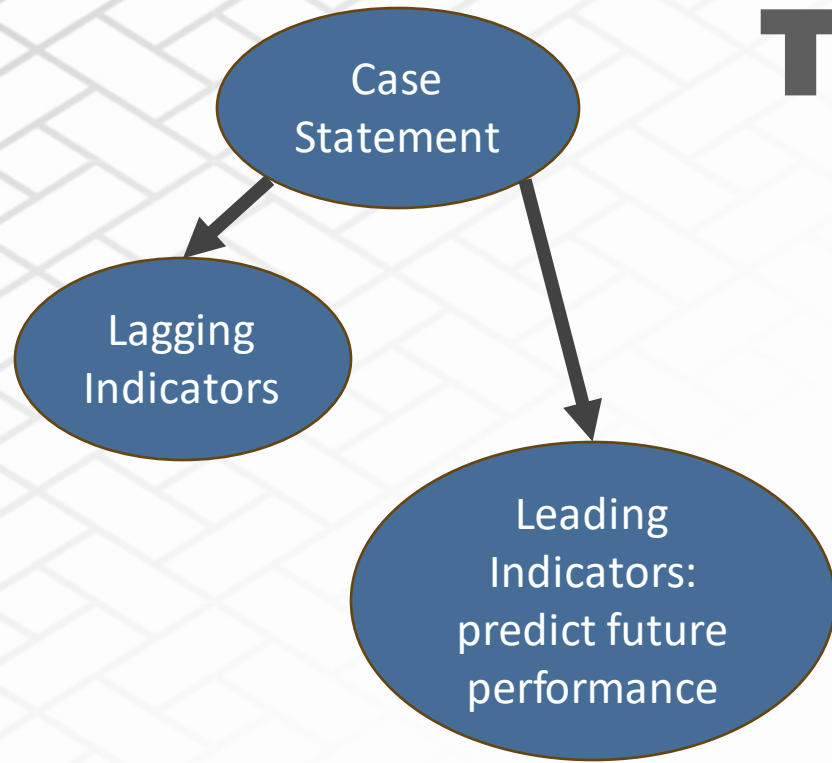 T
Case
Statement
Lagging
Indicators
Leading
Indicators:
predict future
performance